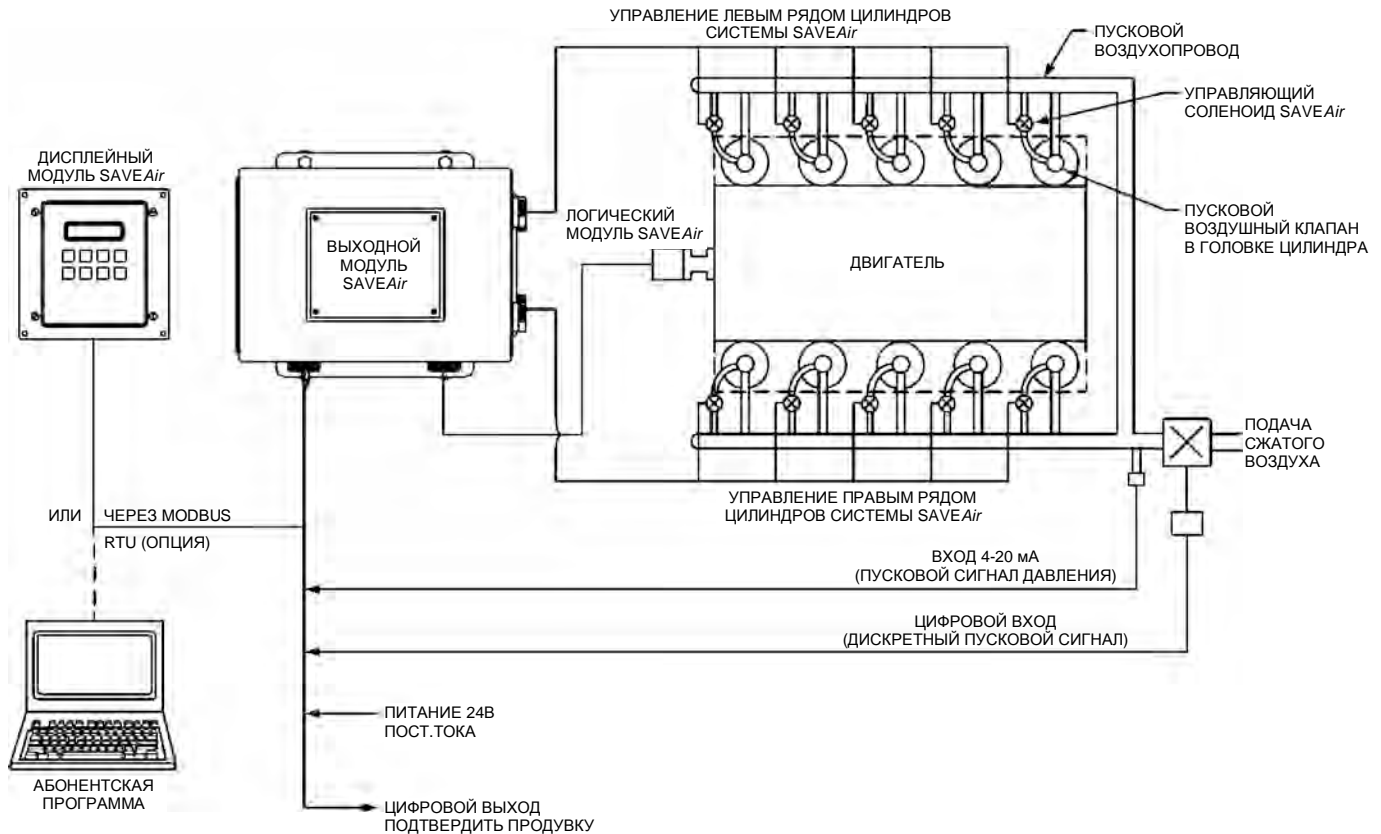 УПРАВЛЕНИЕ ЛЕВЫМ РЯДОМ ЦИЛИНДРОВ
СИСТЕМЫ SAVEAir
ПУСКОВОЙ
ВОЗДУХОПРОВОД
УПРАВЛЯЮЩИЙ
СОЛЕНОИД SAVEAir
ДИСПЛЕЙНЫЙ
МОДУЛЬ SAVEAir
ЛОГИЧЕСКИЙ
МОДУЛЬ SAVEAir
ПУСКОВОЙ
ВОЗДУШНЫЙ КЛАПАН
В ГОЛОВКЕ ЦИЛИНДРА
ВЫХОДНОЙ
МОДУЛЬ
SAVEAir
ДВИГАТЕЛЬ
ПОДАЧА
СЖАТОГО
ВОЗДУХА
УПРАВЛЕНИЕ ПРАВЫМ РЯДОМ
ЦИЛИНДРОВ СИСТЕМЫ SAVEAir
ИЛИ
ЧЕРЕЗ MODBUS
RTU (ОПЦИЯ)
ВХОД 4-20 мА
(ПУСКОВОЙ СИГНАЛ ДАВЛЕНИЯ)
ЦИФРОВОЙ ВХОД
(ДИСКРЕТНЫЙ ПУСКОВОЙ СИГНАЛ)
ПИТАНИЕ 24В
ПОСТ.ТОКА
АБОНЕНТСКАЯ
ПРОГРАММА
ЦИФРОВОЙ ВЫХОД
ПОДТВЕРДИТЬ ПРОДУВКУ